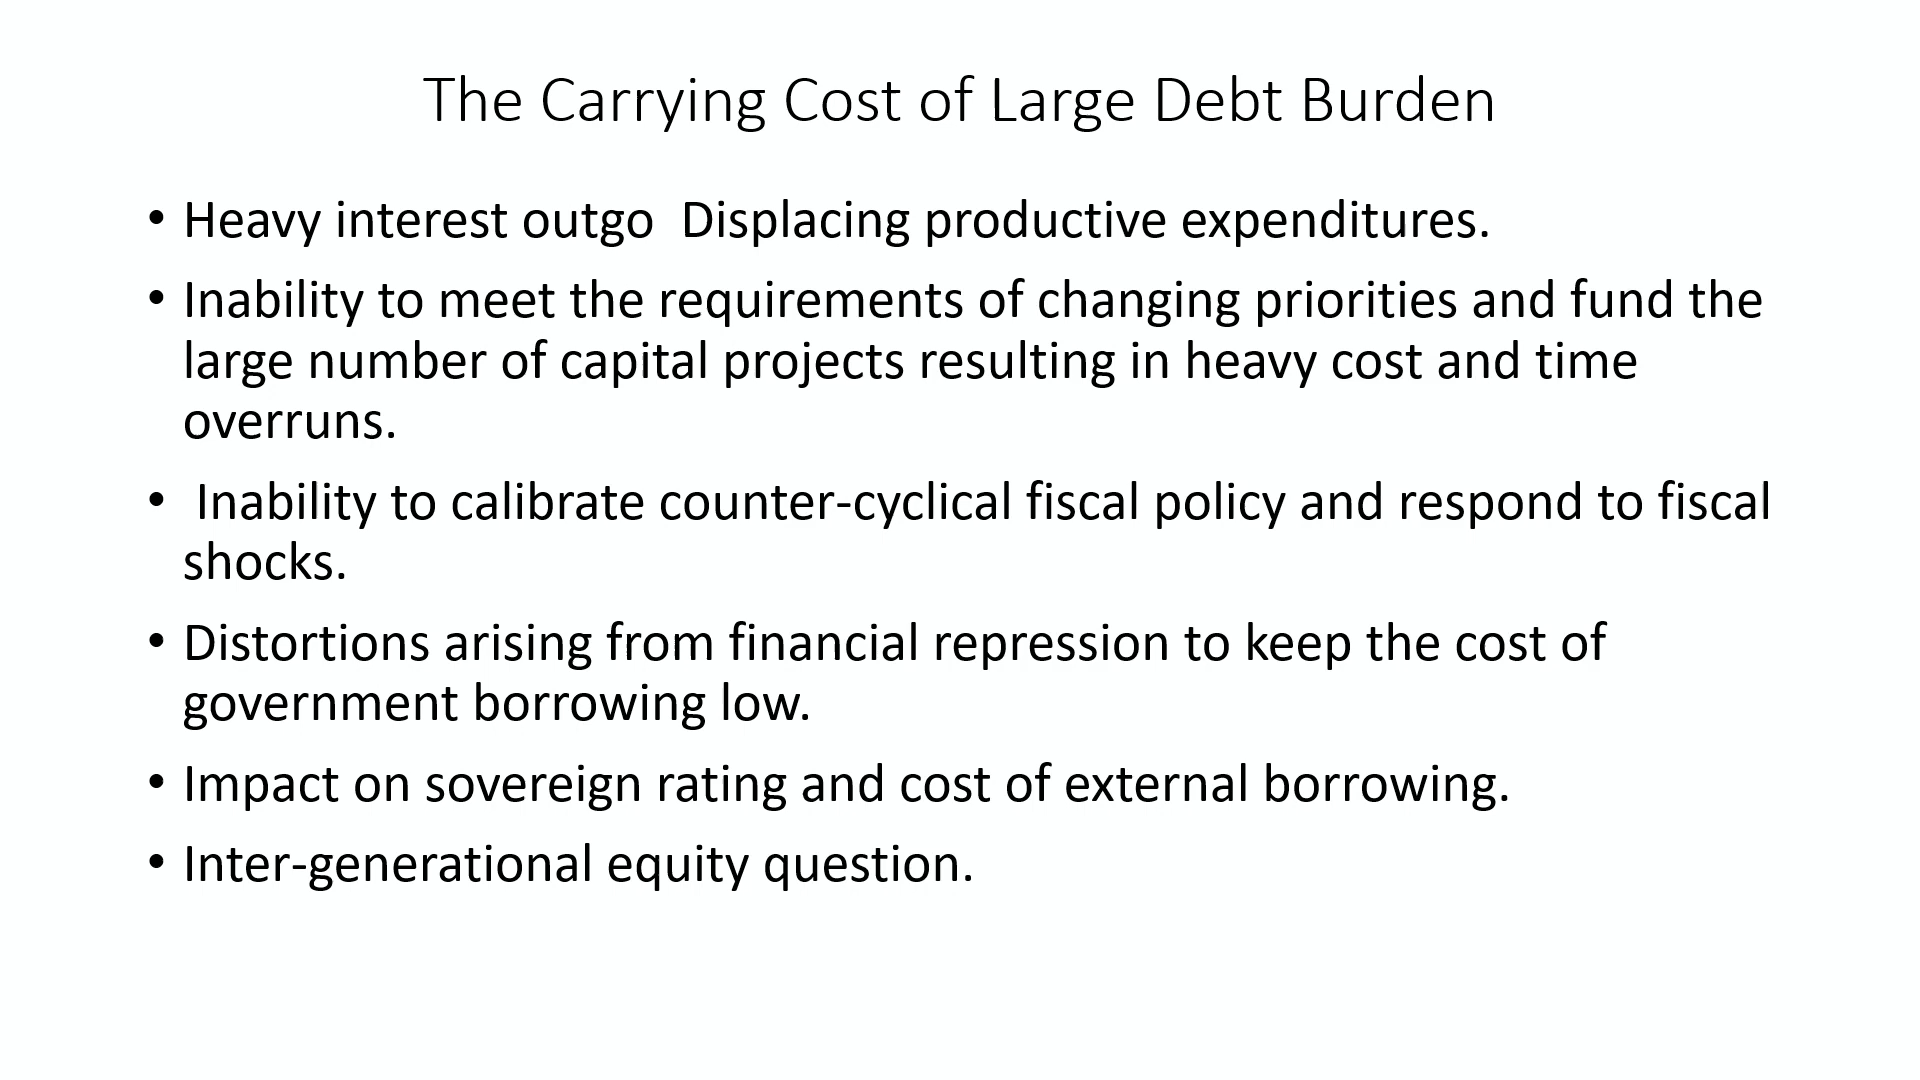 The Carrying Cost of Large Debt Burden
• Heavy interest outgo  Displacing productive expenditures.
• Inability to meet the requirements of changing priorities and fund the
large number of capital projects resulting in heavy cost and time
overruns.
•  Inability to calibrate counter-cyclical fiscal policy and respond to fiscal
shocks.
• Distortions arising from financial repression to keep the cost of
government borrowing low.
• Impact on sovereign rating and cost of external borrowing.
• Inter-generational equity question.